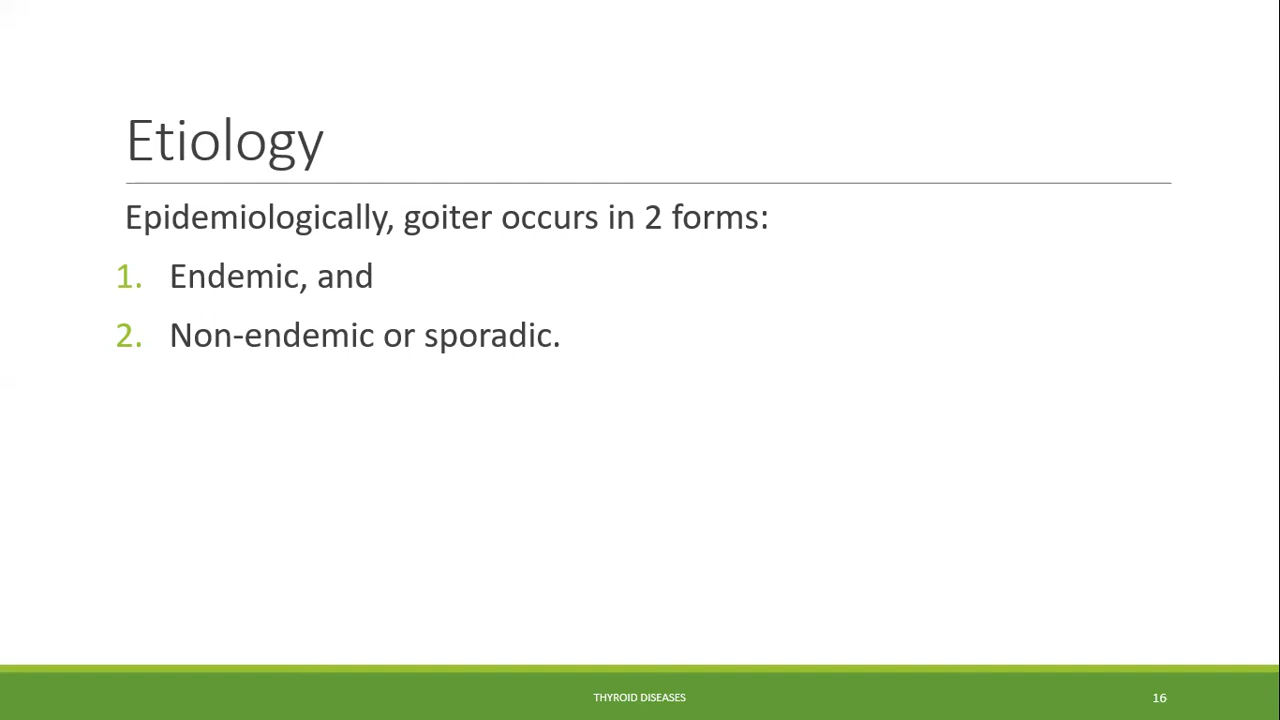 Etiology
Epidemiologically, goiter occurs in 2 forms:
1. Endemic, and
2. Non-endemic or sporadic.
THYROID DISEASES
16